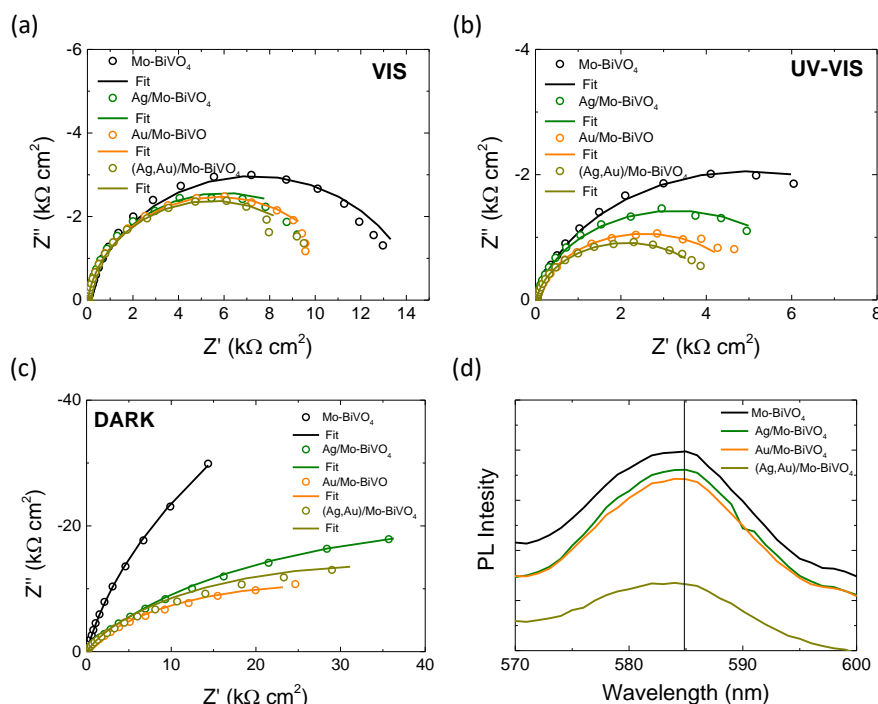 (a)
-6
-5
-3
-2
0
0 2 4 6 8 10 12 14
Z'' (kΩ cm²)
Z' (kΩ cm²)
VIS
Mo-BiVO₄
Fit
Ag/Mo-BiVO₄
Fit
Au/Mo-BiVO
Fit
(Ag,Au)/Mo-BiVO₄
Fit
(b)
-4
-2
-1
0
0 2 4 6 8
Z'' (kΩ cm²)
Z' (kΩ cm²)
UV-VIS
Mo-BiVO₄
Fit
Ag/Mo-BiVO₄
Fit
Au/Mo-BiVO
Fit
(Ag,Au)/Mo-BiVO₄
Fit
(c)
-40
-20
0
0 10 20 30 40
Z'' (kΩ cm²)
Z' (kΩ cm²)
DARK
Mo-BiVO₄
Fit
Ag/Mo-BiVO₄
Fit
Au/Mo-BiVO
Fit
(Ag,Au)/Mo-BiVO₄
Fit
(d)
PL Intesity
570 580 590 600
Wavelength (nm)
Mo-BiVO₄
Ag/Mo-BiVO₄
Au/Mo-BiVO₄
(Ag,Au)/Mo-BiVO₄